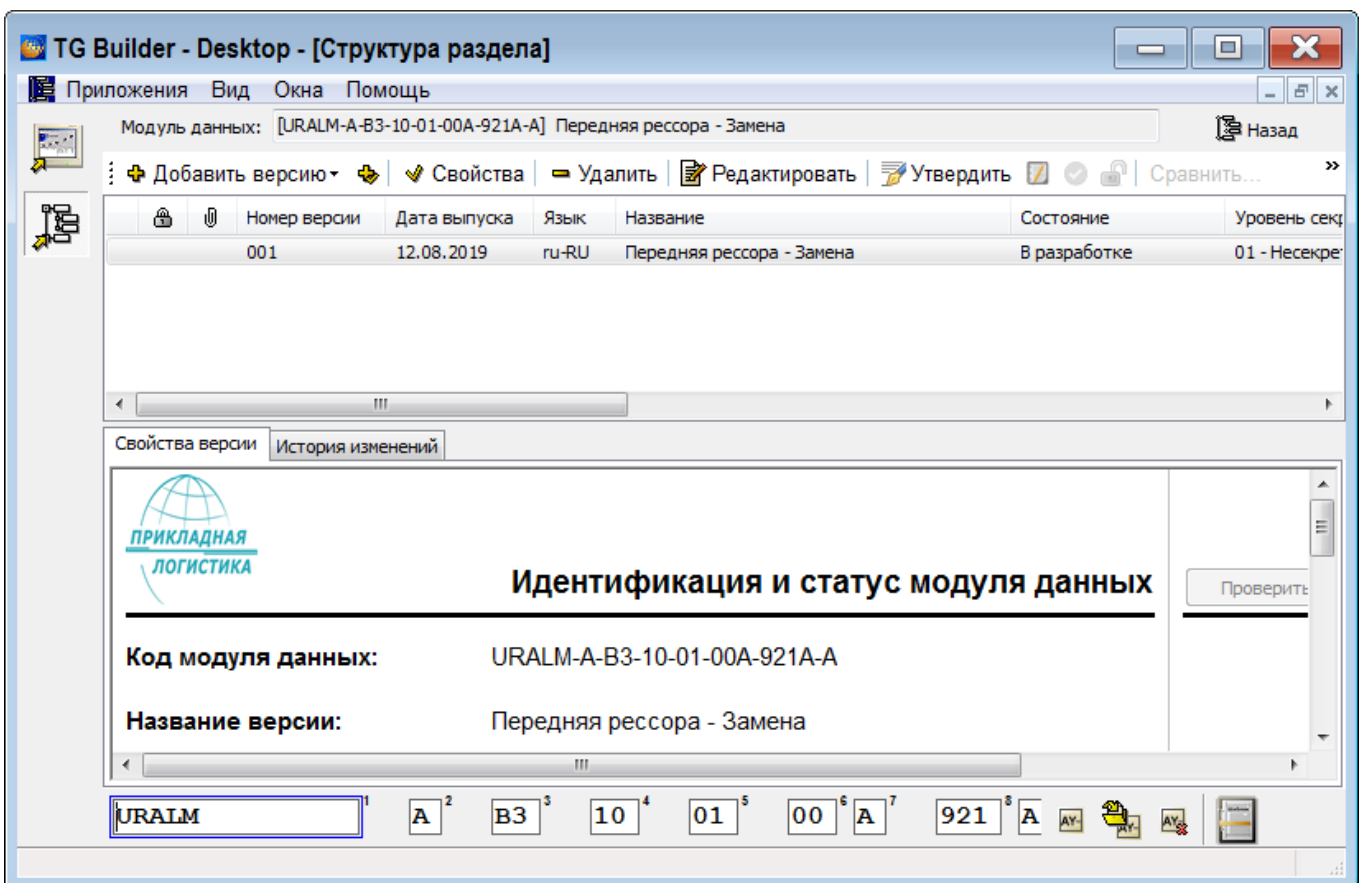 TG Builder - Desktop - [Структура раздела]
Приложения Вид Окна Помощь
Модуль данных: [URALM-A-B3-10-01-00A-921A-A] Передняя рессора - Замена Назад
Добавить версию Свойства Удалить Редактировать Утвердить Сравнить... »
Номер версии Дата выпуска Язык Название Состояние Уровень секр
001 12.08.2019 ru-RU Передняя рессора - Замена В разработке 01 - Несекрет
Свойства версии История изменений
ПРИКЛАДНАЯ
ЛОГИСТИКА
Идентификация и статус модуля данных Проверить
Код модуля данных: URALM-A-B3-10-01-00A-921A-A
Название версии: Передняя рессора - Замена
URALM 1 A 2 B3 3 10 4 01 5 00 6 A 7 921 8 A AY- AY- AY-